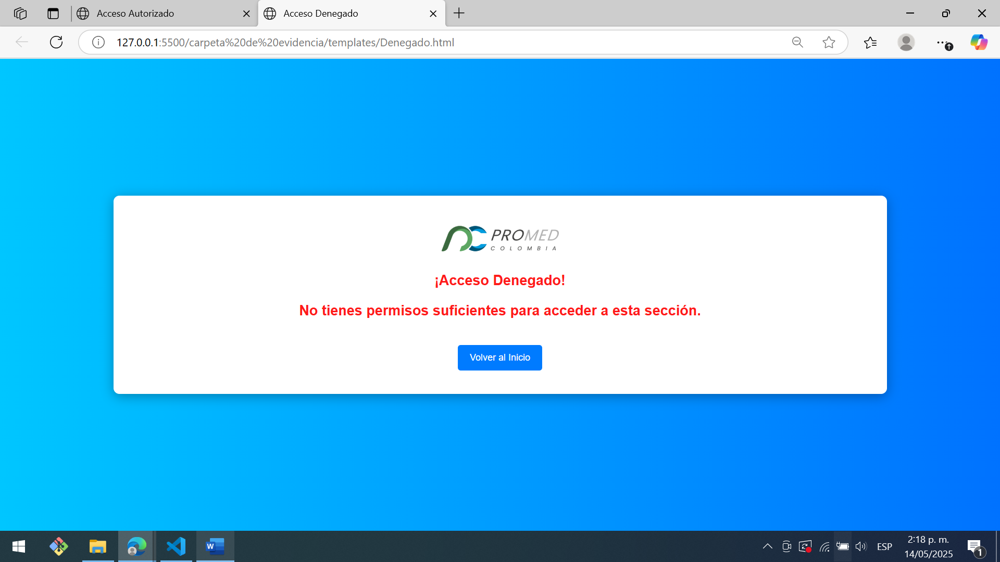 Acceso Autorizado
Acceso Denegado
127.0.0.1:5500/carpeta%20de%20evidencia/templates/Denegado.html
PROMED
COLOMBIA
¡Acceso Denegado!
No tienes permisos suficientes para acceder a esta sección.
Volver al Inicio
W
ESP
2:18 p. m.
14/05/2025
1